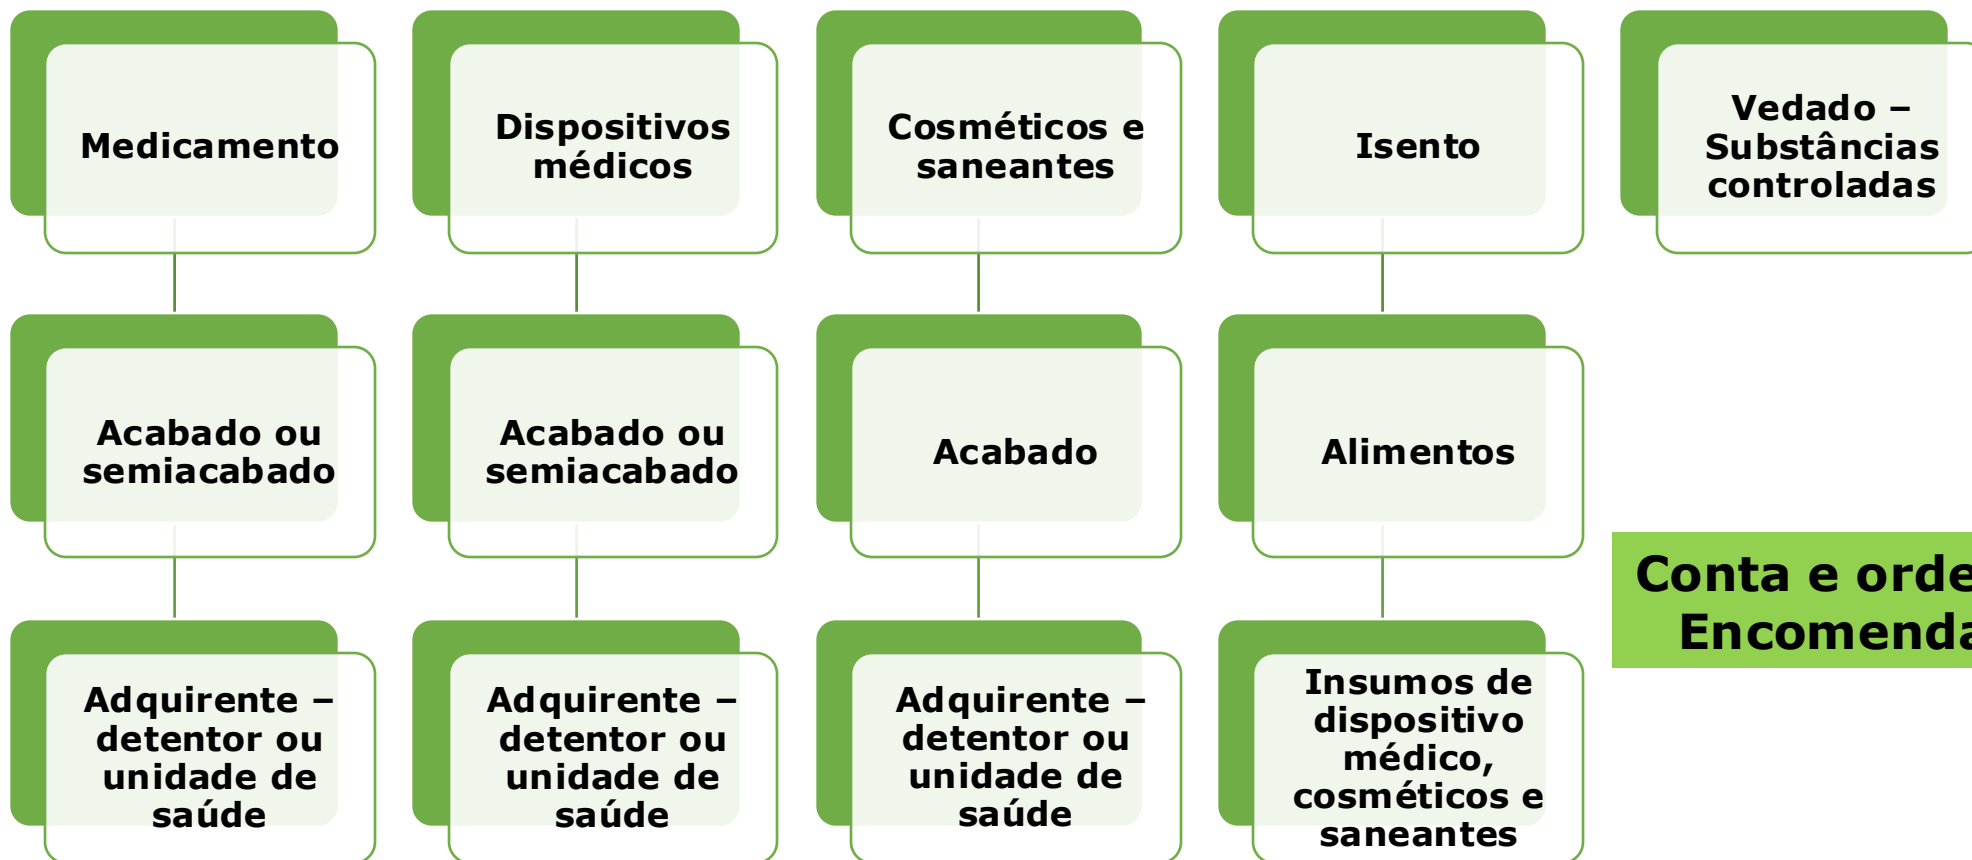 Medicamento
Dispositivos
médicos
Cosméticos e
saneantes
Isento
Vedado –
Substâncias
controladas
Acabado ou
semiacabado
Acabado ou
semiacabado
Acabado
Alimentos
Conta e
Adquirente –
detentor ou
unidade de
saúde
Adquirente –
detentor ou
unidade de
saúde
Adquirente –
detentor ou
unidade de
saúde
Insumos de
dispositivo
médico,
cosméticos e
saneantes